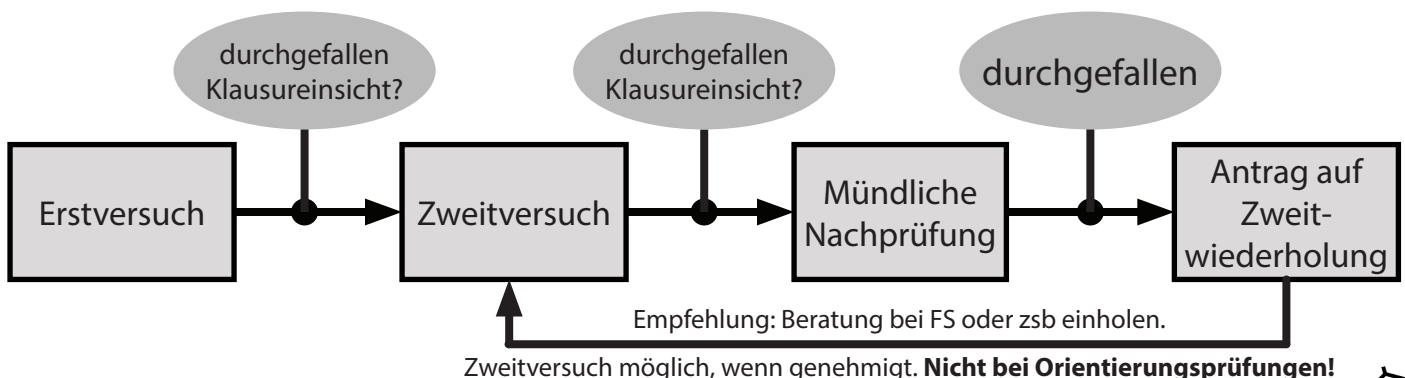 durchgefallen
Klausureinsicht?
durchgefallen
Klausureinsicht?
durchgefallen
Erstversuch
Zweitversuch
Mündliche
Nachprüfung
Antrag auf
Zweit-
wiederholung
Empfehlung: Beratung bei FS oder zsb einholen.
Zweitversuch möglich, wenn genehmigt. Nicht bei Orientierungsprüfungen!